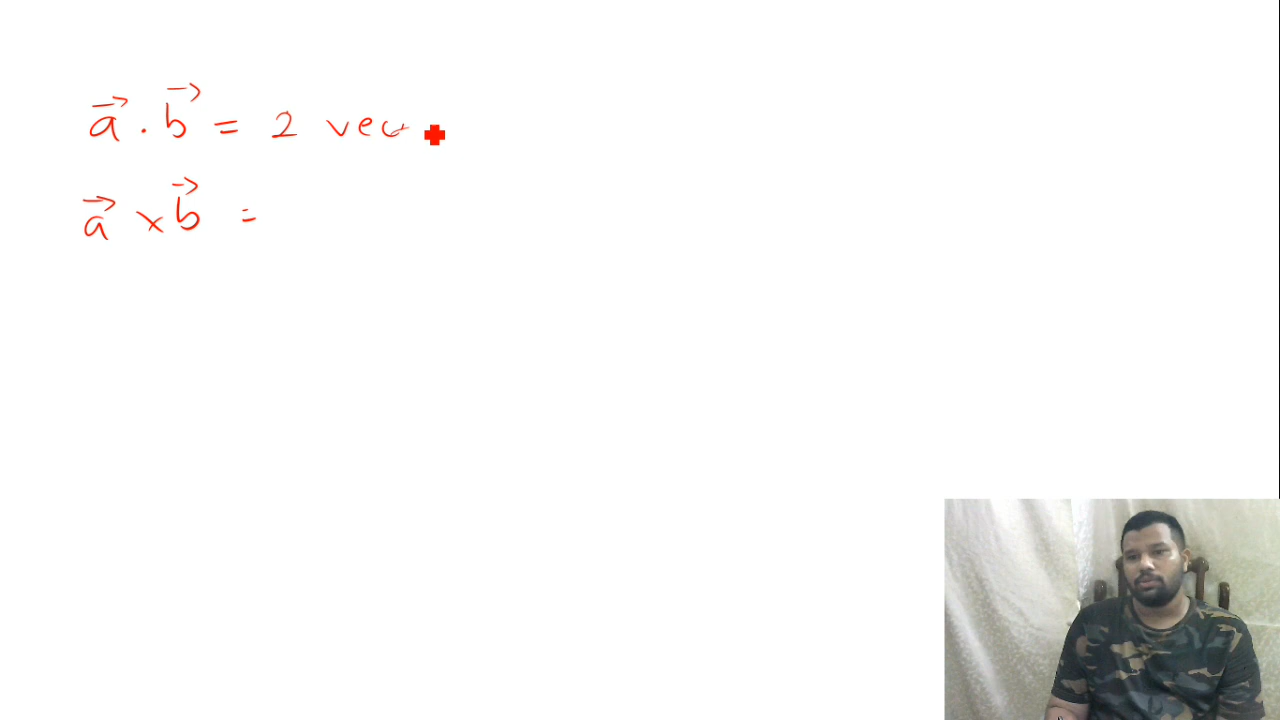 a⃗ . b⃗ = 2 vec
a⃗ × b⃗ =